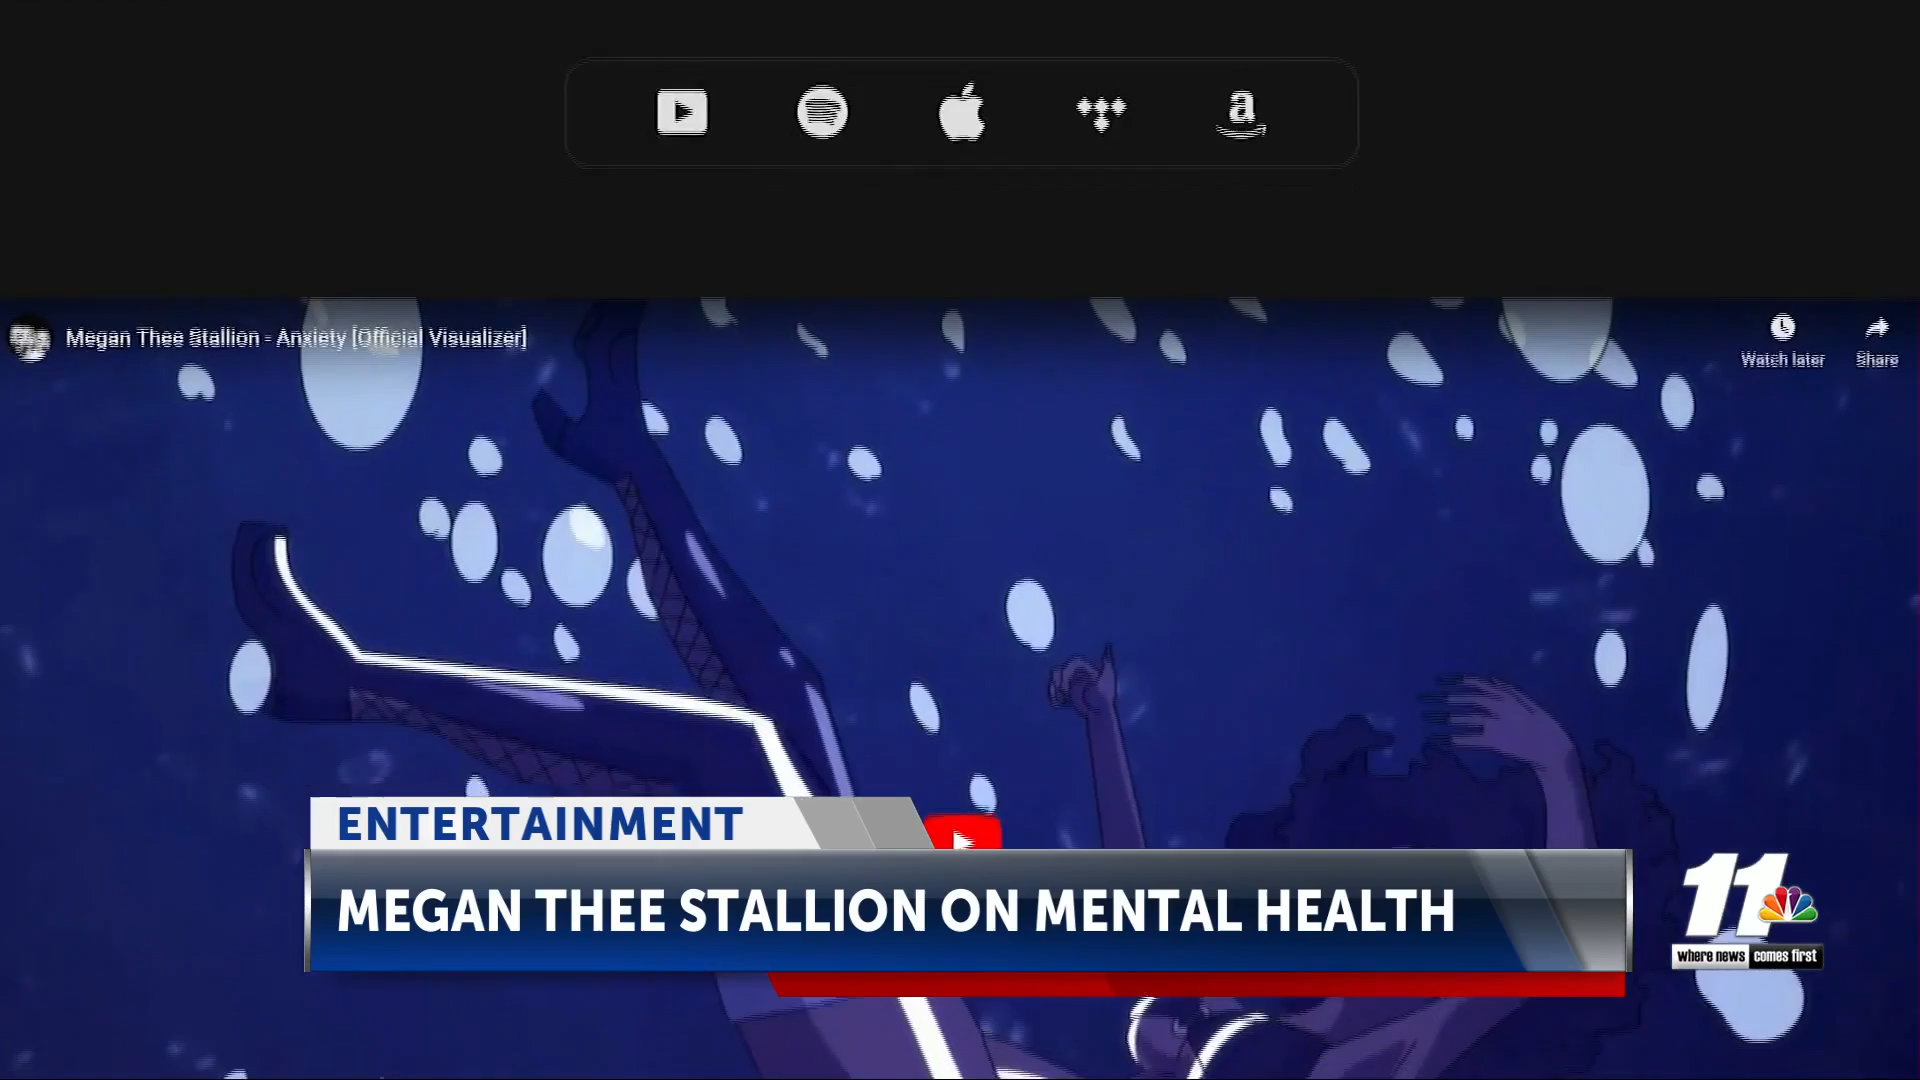 a
Megan Thee Stallion - Anxiety [Official Visualizer]
Watch later
Share
ENTERTAINMENT
MEGAN THEE STALLION ON MENTAL HEALTH
11
where news comes first